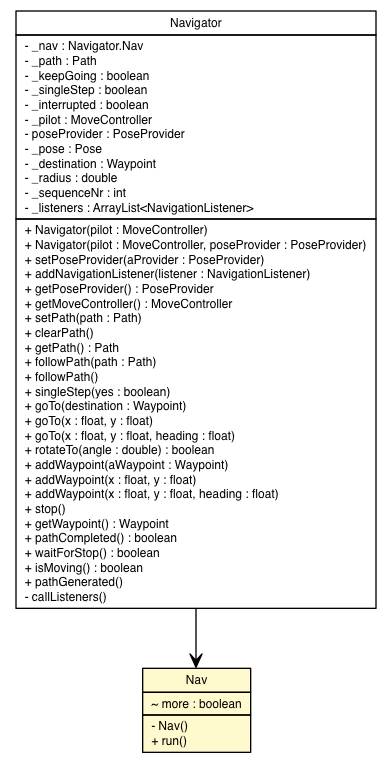 Navigator
- _nav : Navigator.Nav
- _path : Path
- _keepGoing : boolean
- _singleStep : boolean
- _interrupted : boolean
- _pilot : MoveController
- poseProvider : PoseProvider
- _pose : Pose
- _destination : Waypoint
- _radius : double
- _sequenceNr : int
- _listeners : ArrayList<NavigationListener>
+ Navigator(pilot : MoveController)
+ Navigator(pilot : MoveController, poseProvider : PoseProvider)
+ setPoseProvider(aProvider : PoseProvider)
+ addNavigationListener(listener : NavigationListener)
+ getPoseProvider() : PoseProvider
+ getMoveController() : MoveController
+ setPath(path : Path)
+ clearPath()
+ getPath() : Path
+ followPath(path : Path)
+ followPath()
+ singleStep(yes : boolean)
+ goTo(destination : Waypoint)
+ goTo(x : float, y : float)
+ goTo(x : float, y : float, heading : float)
+ rotateTo(angle : double) : boolean
+ addWaypoint(aWaypoint : Waypoint)
+ addWaypoint(x : float, y : float)
+ addWaypoint(x : float, y : float, heading : float)
+ stop()
+ getWaypoint() : Waypoint
+ pathCompleted() : boolean
+ waitForStop() : boolean
+ isMoving() : boolean
+ pathGenerated()
- callListeners()
Nav
~ more : boolean
- Nav()
+ run()